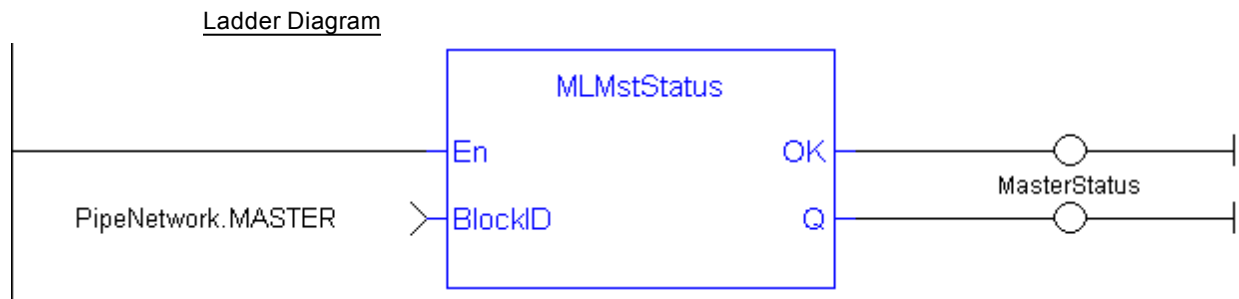 Ladder Diagram
MLMstStatus
En
OK
MasterStatus
PipeNetwork.MASTER
BlockID
Q